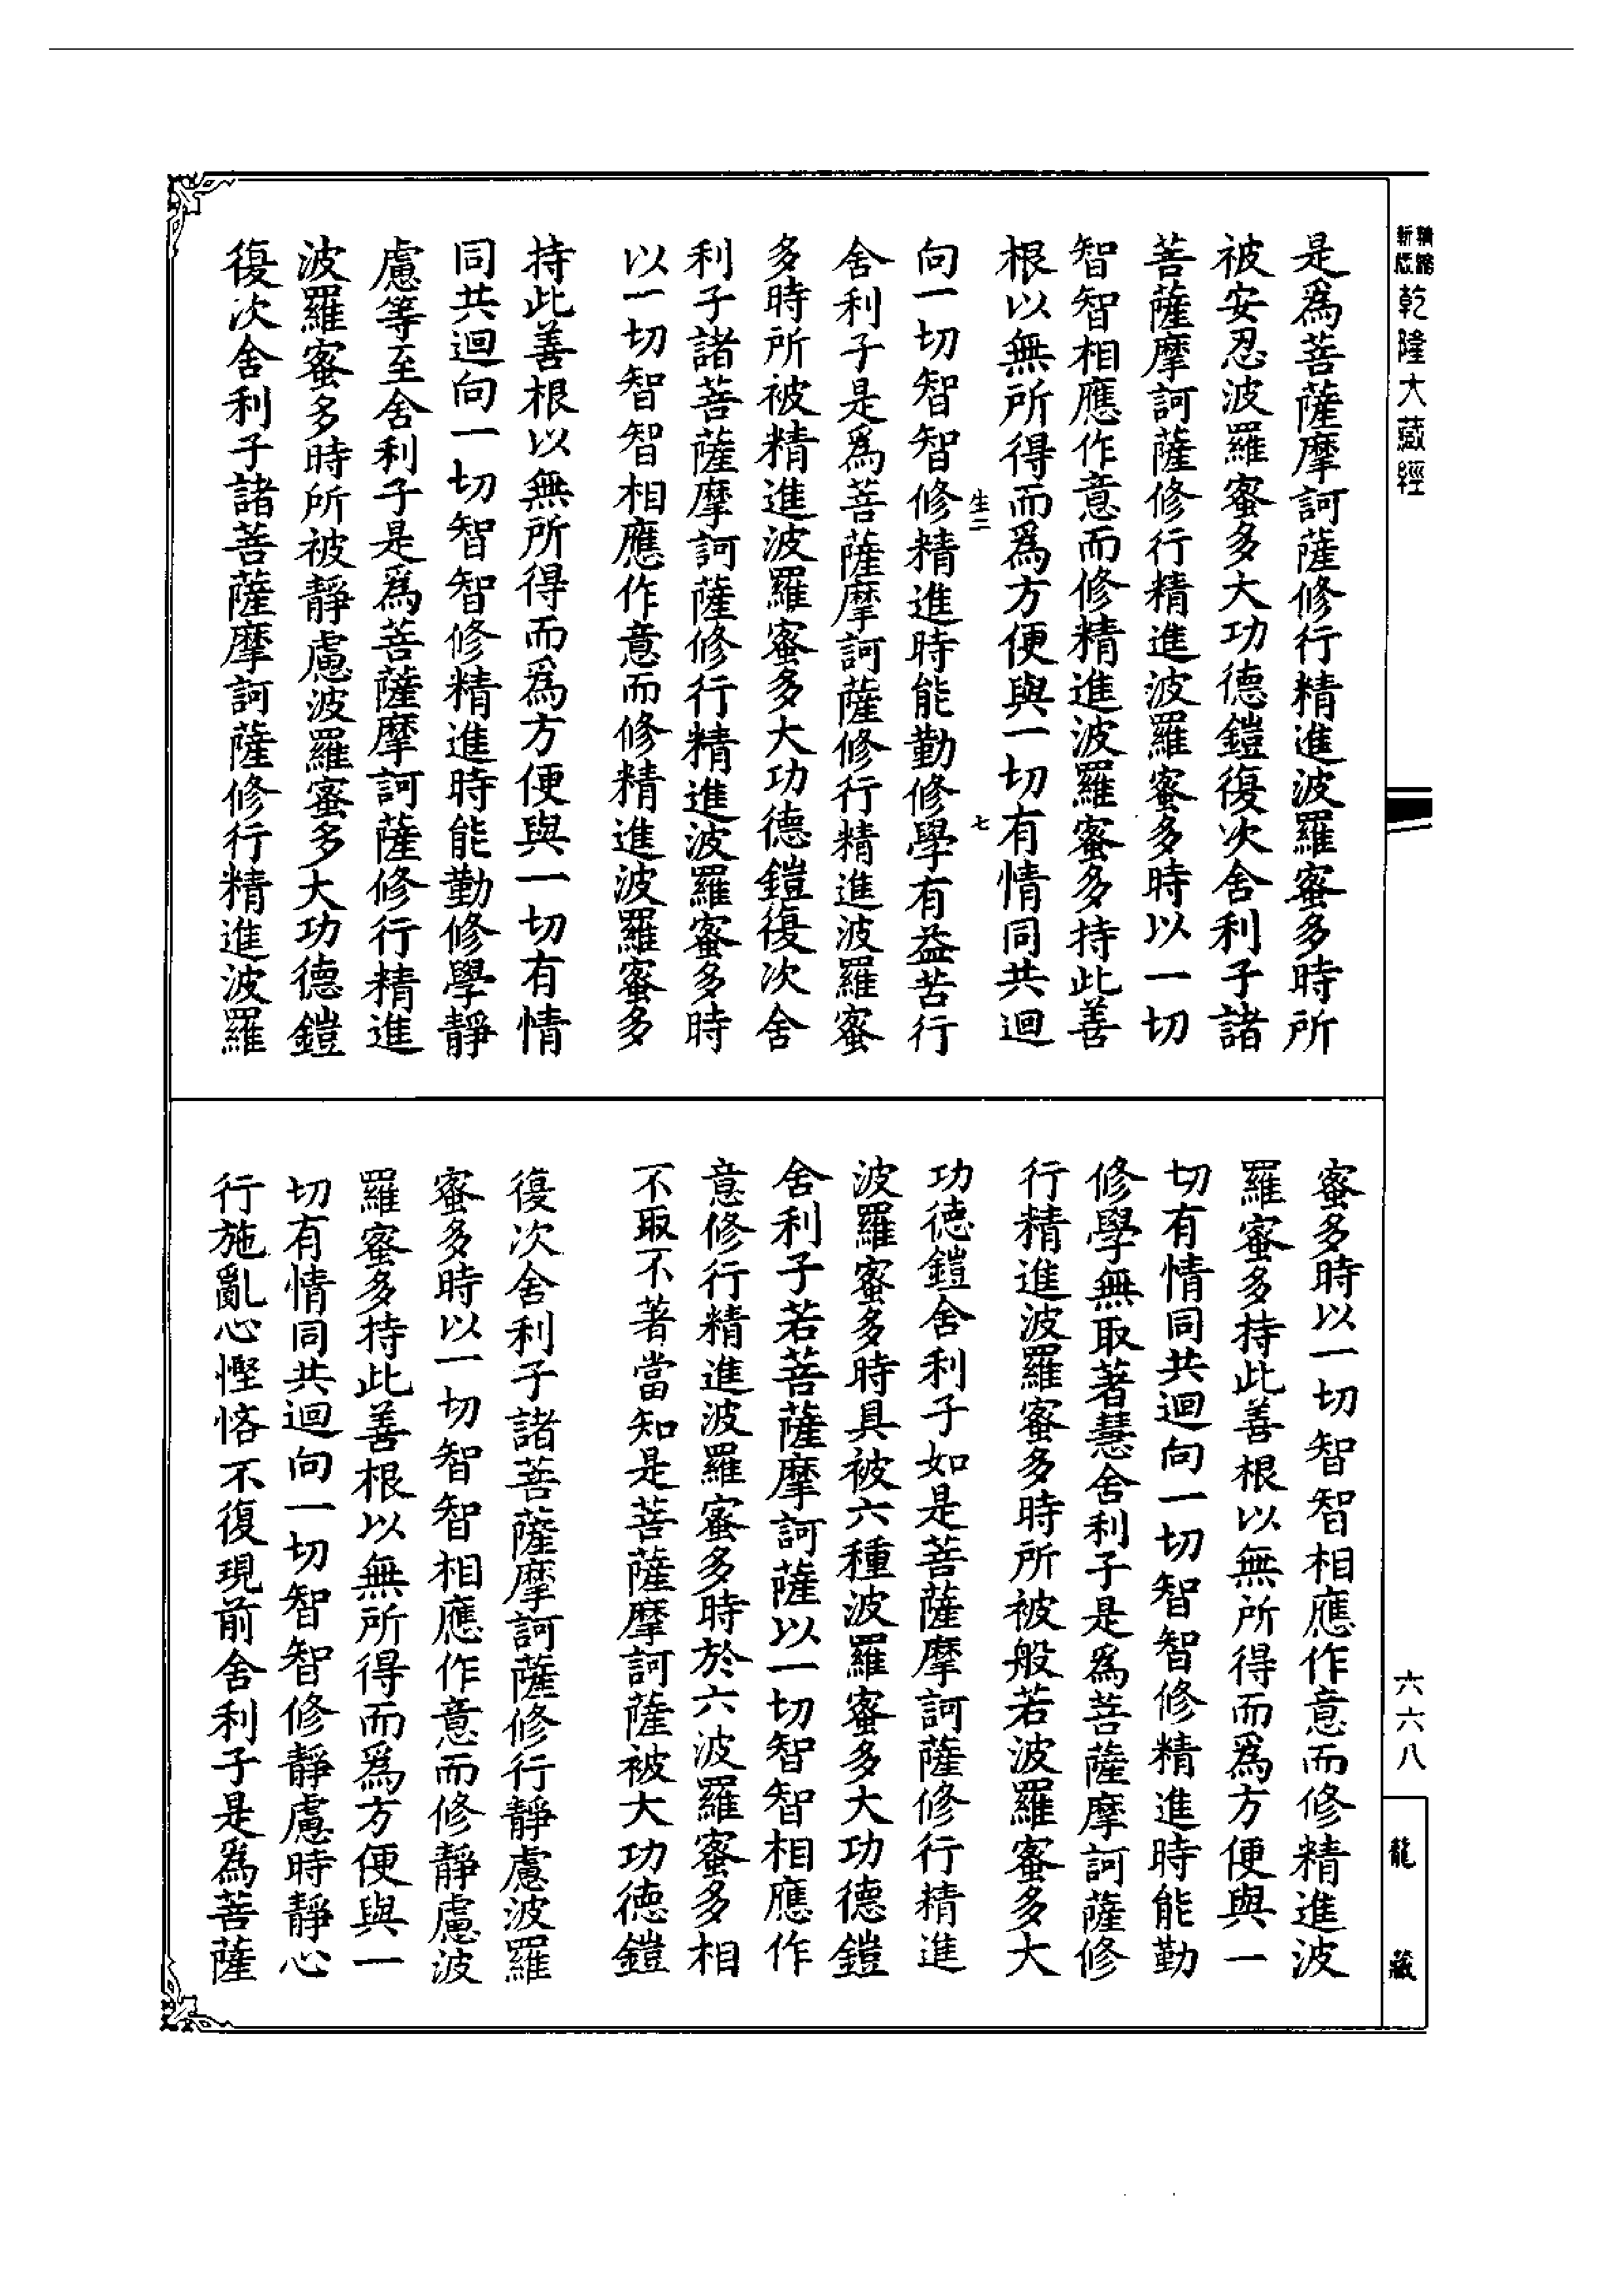 新版
乾隆大藏經
是為菩薩摩訶薩修行精進波羅蜜多時所
被安忍波羅蜜多大功德鎧復次舍利子諸
菩薩摩訶薩修行精進波羅蜜多時以一切
智智相應作意而修精進波羅蜜多持此善
根以無所得而為方便與一切有情同共迴
生二
七
向一切智智修精進時能勤修學有益苦行
舍利子是為菩薩摩訶薩修行精進波羅蜜
多時所被精進波羅蜜多大功德鎧復次舍
利子諸菩薩摩訶薩修行精進波羅蜜多時
以一切智智相應作意而修精進波羅蜜多
持此善根以無所得而為方便與一切有情
同共迴向一切智智修精進時能勤修學靜
慮等至舍利子是為菩薩摩訶薩修行精進
波羅蜜多時所被靜慮波羅蜜多大功德鎧
復次舍利子諸菩薩摩訶薩修行精進波羅
蜜多時以一切智智相應作意而修精進波
羅蜜多持此善根以無所得而為方便與一
切有情同共迴向一切智智修精進時能勤
修學無取著慧舍利子是為菩薩摩訶薩修
行精進波羅蜜多時所被般若波羅蜜多大
功德鎧舍利子如是菩薩摩訶薩修行精進
波羅蜜多時具被六種波羅蜜多大功德鎧
舍利子若菩薩摩訶薩以一切智智相應作
意修行精進波羅蜜多時於六波羅蜜多相
不取不著當知是菩薩摩訶薩被大功德鎧
復次舍利子諸菩薩摩訶薩修行靜慮波羅
蜜多時以一切智智相應作意而修靜慮波
羅蜜多持此善根以無所得而為方便與一
切有情同共迴向一切智智修靜慮時靜心
行施亂心慳悋不復現前舍利子是為菩薩
六六八
龍藏